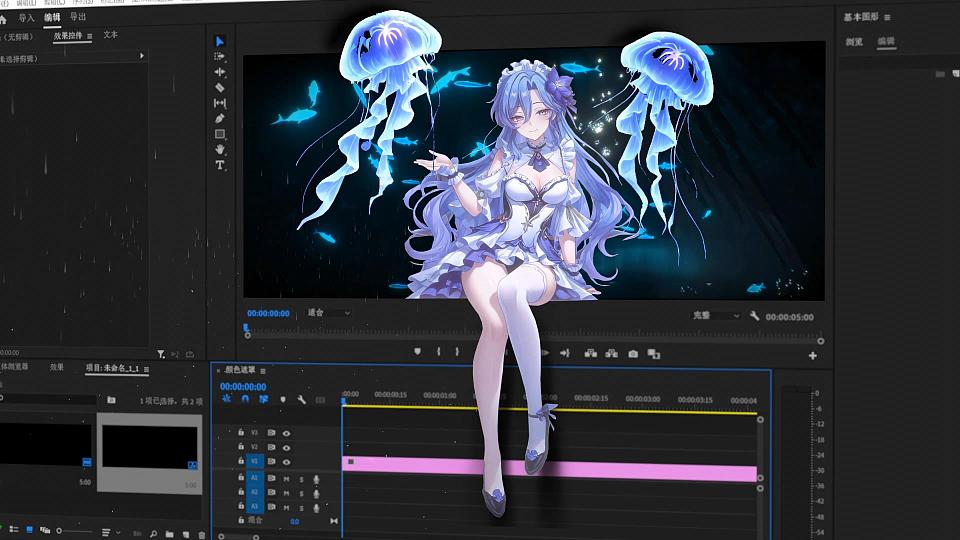 编辑(E)
导入 编辑 导出
(无剪辑) 效果控件 文本
未选择剪辑)
基本图形
浏览 编辑
00:00:00:00 适合
完整 00:00:05:00
效果 项目: 未命名_1_1
1 项已选择, 共 2 项
5:00
5:00
颜色遮罩
00:00:00:00
:00:00 00:00:00:15 00:00:01:00 00:00:02:15 00:00:03:00 00:00:03:15 00:00:04
V3
V2
V1
A1 M S
A2 M S
A3 M S
混合 0.0
0
-6
-12
-18
-24
-30
-36
-42
-48
-54